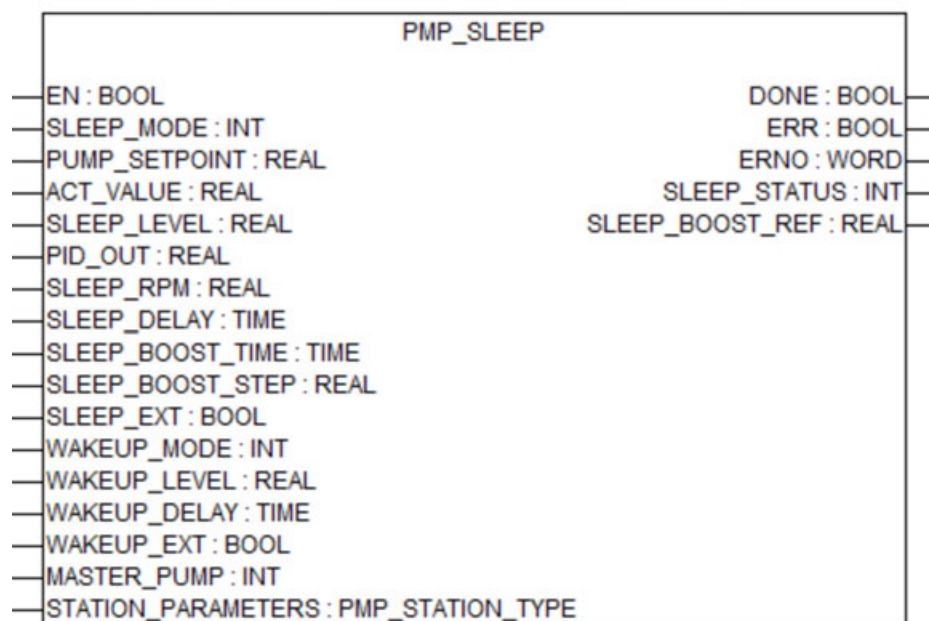 PMP_SLEEP
EN : BOOL
DONE : BOOL
SLEEP_MODE : INT
ERR : BOOL
PUMP_SETPOINT : REAL
ERNO : WORD
ACT_VALUE : REAL
SLEEP_STATUS : INT
SLEEP_LEVEL : REAL
SLEEP_BOOST_REF : REAL
PID_OUT : REAL
SLEEP_RPM : REAL
SLEEP_DELAY : TIME
SLEEP_BOOST_TIME : TIME
SLEEP_BOOST_STEP : REAL
SLEEP_EXT : BOOL
WAKEUP_MODE : INT
WAKEUP_LEVEL : REAL
WAKEUP_DELAY : TIME
WAKEUP_EXT : BOOL
MASTER_PUMP : INT
STATION_PARAMETERS : PMP_STATION_TYPE